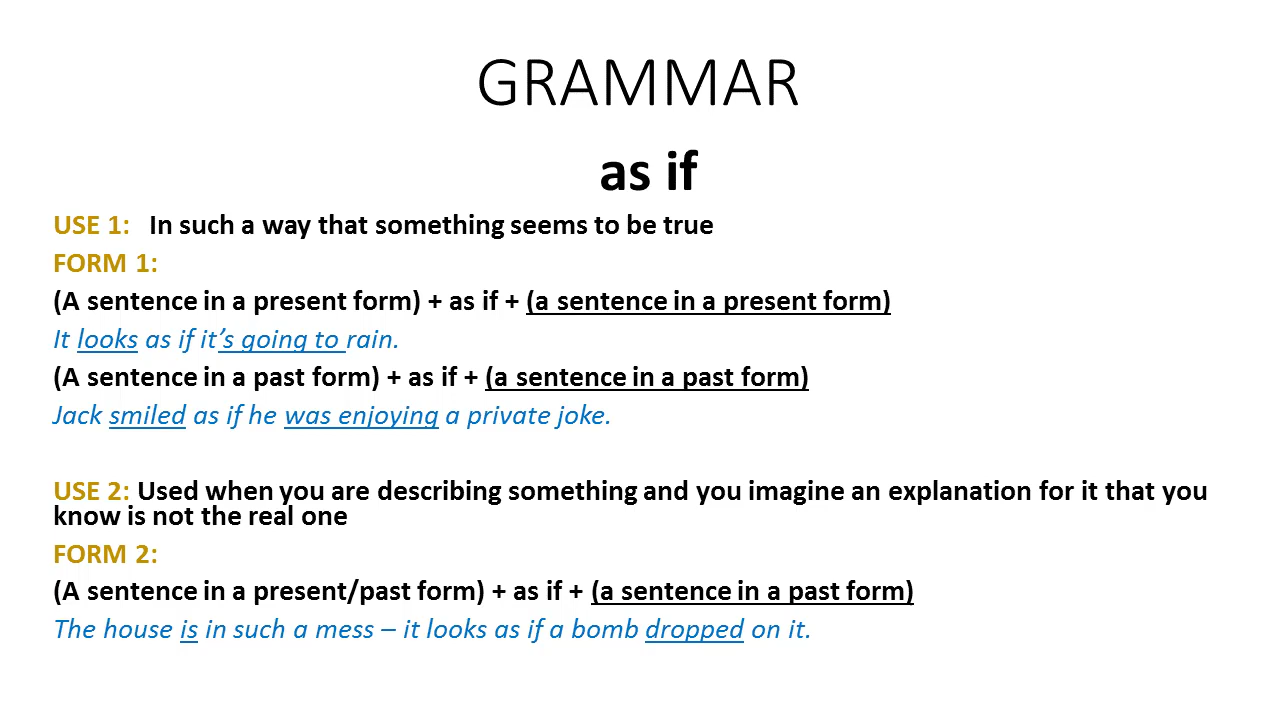 GRAMMAR
as if
USE 1: In such a way that something seems to be true
FORM 1:
(A sentence in a present form) + as if + (a sentence in a present form)
It looks as if it’s going to rain.
(A sentence in a past form) + as if + (a sentence in a past form)
Jack smiled as if he was enjoying a private joke.
USE 2: Used when you are describing something and you imagine an explanation for it that you
know is not the real one
FORM 2:
(A sentence in a present/past form) + as if + (a sentence in a past form)
The house is in such a mess – it looks as if a bomb dropped on it.